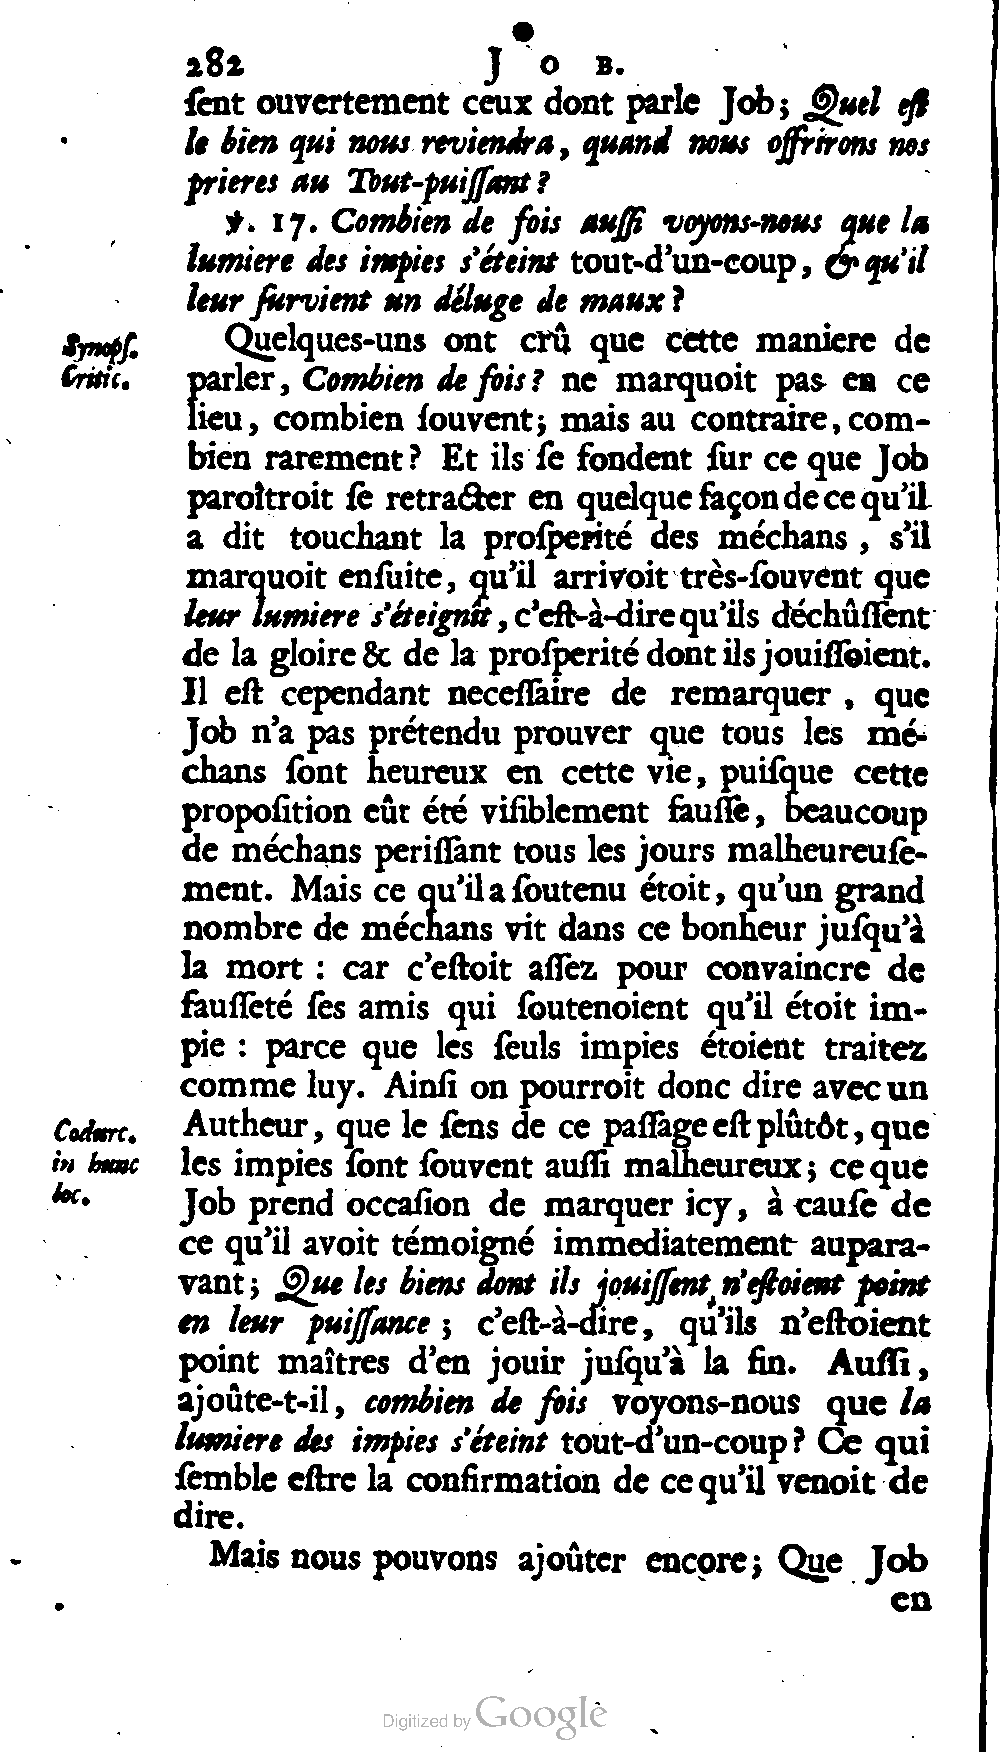 282 JOB.
ſent ouvertement ceux dont parle Job; Quel eſt
le bien qui nous reviendra, quand nous offrirons nos
prieres au Tout-puiſſant?
℣. 17. Combien de fois auſſi voyons-nous que la
lumiere des impies s'éteint tout-d'un-coup, & qu'il
leur ſurvient un déluge de maux?
Synopſ. Quelques-uns ont crû que cette maniere de
Critic. parler, Combien de fois? ne marquoit pas en ce
lieu, combien ſouvent; mais au contraire, com-
bien rarement? Et ils ſe fondent ſur ce que Job
paroîtroit ſe retracter en quelque façon de ce qu'il
a dit touchant la proſperité des méchans, s'il
marquoit enſuite, qu'il arrivoit très-ſouvent que
leur lumiere s'éteignît, c'eſt-à-dire qu'ils déchûſſent
de la gloire & de la proſperité dont ils jouiſſoient.
Il eſt cependant neceſſaire de remarquer, que
Job n'a pas prétendu prouver que tous les mé-
chans ſont heureux en cette vie, puiſque cette
propoſition eût été viſiblement fauſſe, beaucoup
de méchans periſſant tous les jours malheureuſe-
ment. Mais ce qu'il a ſoutenu étoit, qu'un grand
nombre de méchans vit dans ce bonheur juſqu'à
la mort : car c'eſtoit aſſez pour convaincre de
fauſſeté ſes amis qui ſoutenoient qu'il étoit im-
pie : parce que les ſeuls impies étoient traitez
comme luy. Ainſi on pourroit donc dire avec un
Codurc. Autheur, que le ſens de ce paſſage eſt plûtôt, que
in hunc les impies ſont ſouvent auſſi malheureux; ce que
loc. Job prend occaſion de marquer icy, à cauſe de
ce qu'il avoit témoigné immediatement aupara-
vant; Que les biens dont ils jouiſſent n'eſtoient point
en leur puiſſance; c'eſt-à-dire, qu'ils n'eſtoient
point maîtres d'en jouir juſqu'à la fin. Auſſi,
ajoûte-t-il, combien de fois voyons-nous que la
lumiere des impies s'éteint tout-d'un-coup? Ce qui
ſemble eſtre la confirmation de ce qu'il venoit de
dire.
Mais nous pouvons ajoûter encore; Que Job
en
Digitized by Google